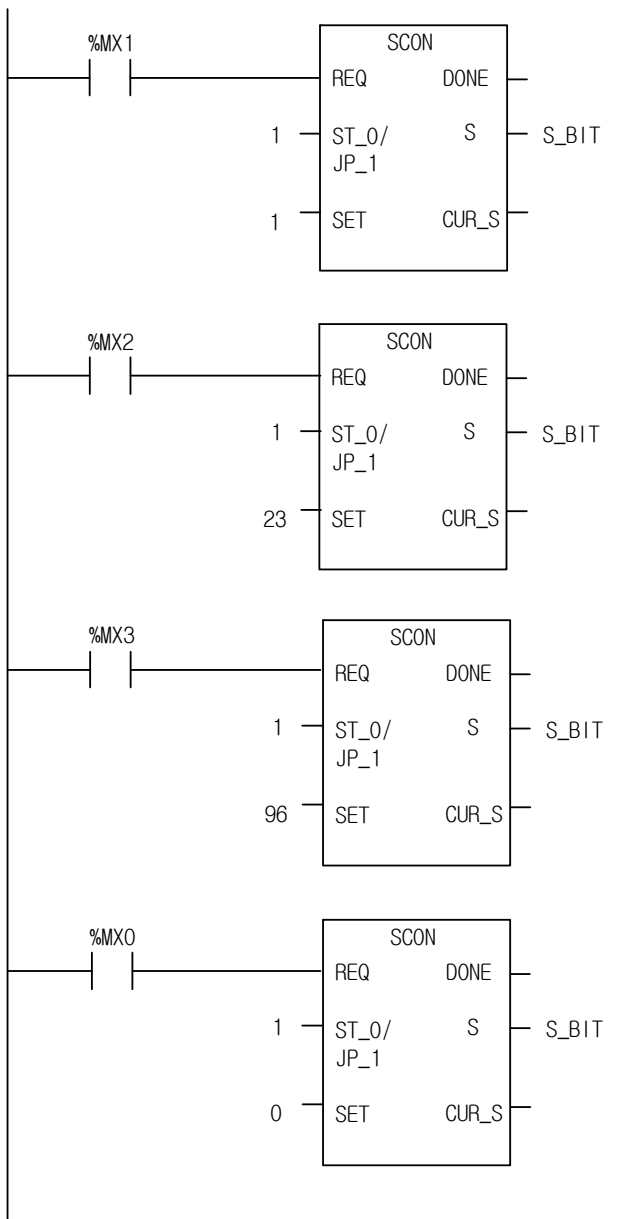 %MX1
SCON
REQ DONE
1 ST_0/ S S_BIT
JP_1
1 SET CUR_S
%MX2
SCON
REQ DONE
1 ST_0/ S S_BIT
JP_1
23 SET CUR_S
%MX3
SCON
REQ DONE
1 ST_0/ S S_BIT
JP_1
96 SET CUR_S
%MX0
SCON
REQ DONE
1 ST_0/ S S_BIT
JP_1
0 SET CUR_S